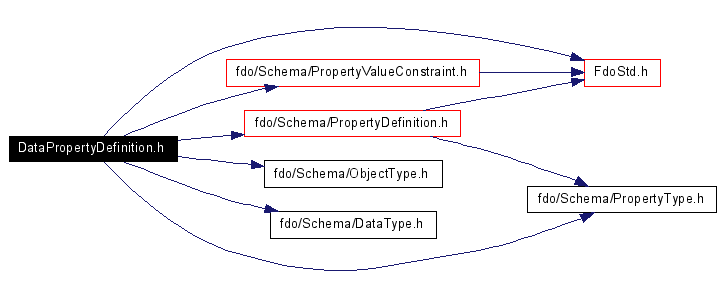 fdo/Schema/PropertyValueConstraint.h
FdoStd.h
fdo/Schema/PropertyDefinition.h
DataPropertyDefinition.h
fdo/Schema/ObjectType.h
fdo/Schema/PropertyType.h
fdo/Schema/DataType.h